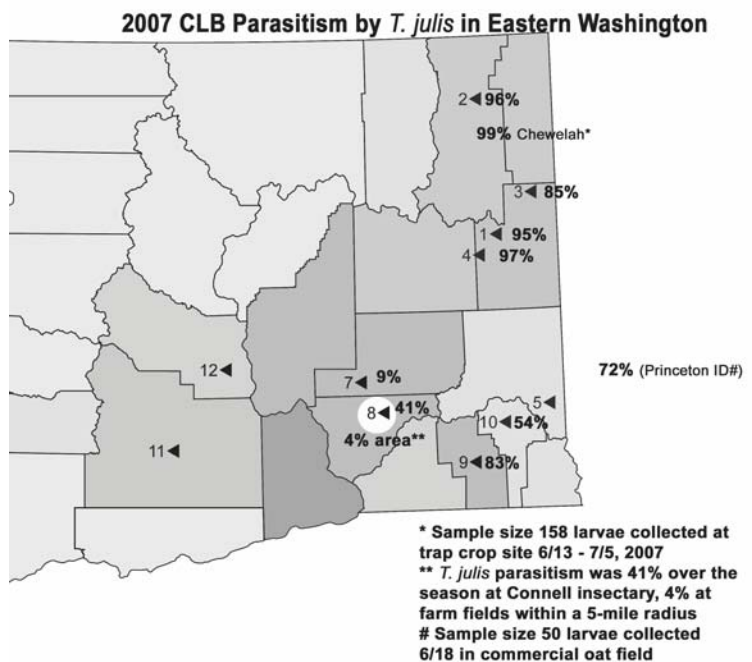 2007 CLB Parasitism by T. julis in Eastern Washington
2 96%
99% Chewelah*
3 85%
1 95%
4 97%
12
72% (Princeton ID#)
7 9%
5
8 41%
10 54%
4% area**
11
9 83%
* Sample size 158 larvae collected at
trap crop site 6/13 - 7/5, 2007
** T. julis parasitism was 41% over the
season at Connell insectary, 4% at
farm fields within a 5-mile radius
# Sample size 50 larvae collected
6/18 in commercial oat field